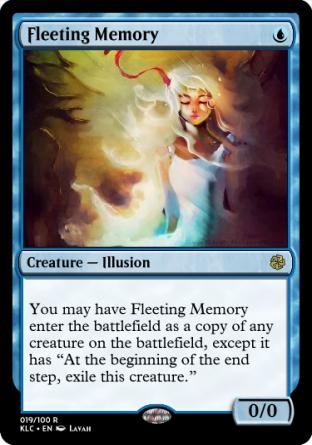 Fleeting Memory
Creature — Illusion
You may have Fleeting Memory
enter the battlefield as a copy of any
creature on the battlefield, except it
has “At the beginning of the end
step, exile this creature.”
0/0
019/100 R
KLC • EN Lavah